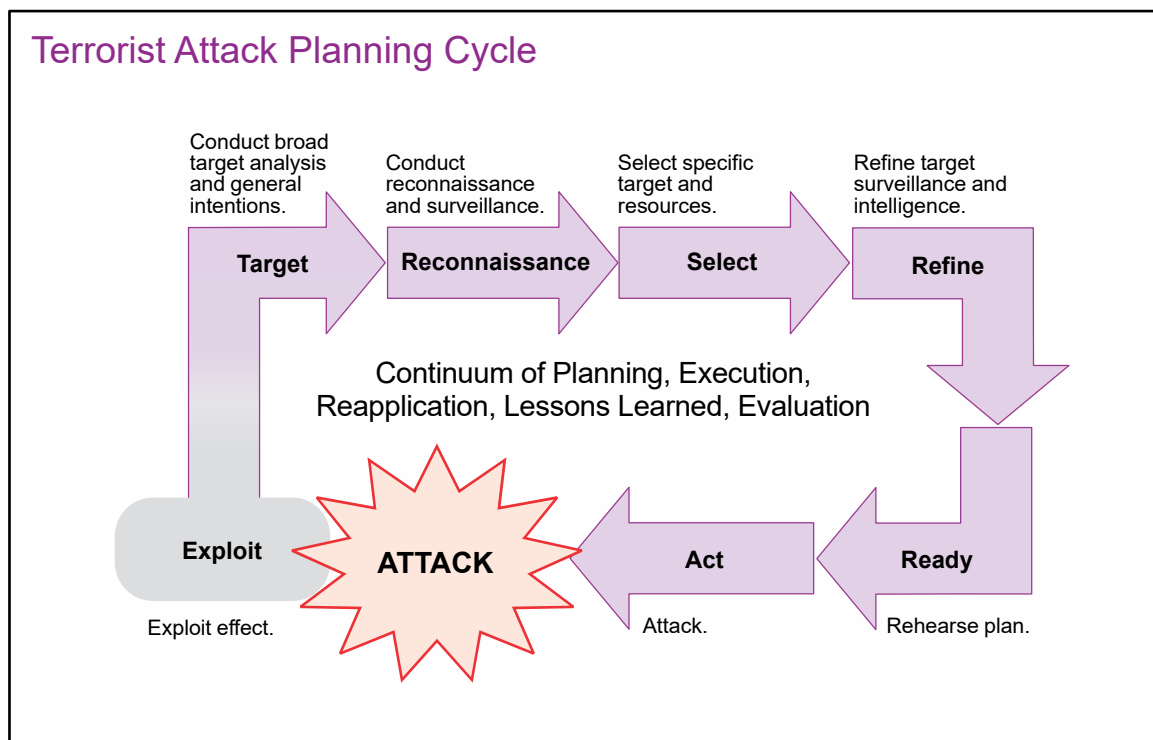 Terrorist Attack Planning Cycle
Conduct broad
target analysis
and general
intentions.
Conduct
reconnaissance
and surveillance.
Select specific
target and
resources.
Refine target
surveillance and
intelligence.
Target
Reconnaissance
Select
Refine
Continuum of Planning, Execution,
Reapplication, Lessons Learned, Evaluation
Exploit
ATTACK
Act
Ready
Exploit effect.
Attack.
Rehearse plan.